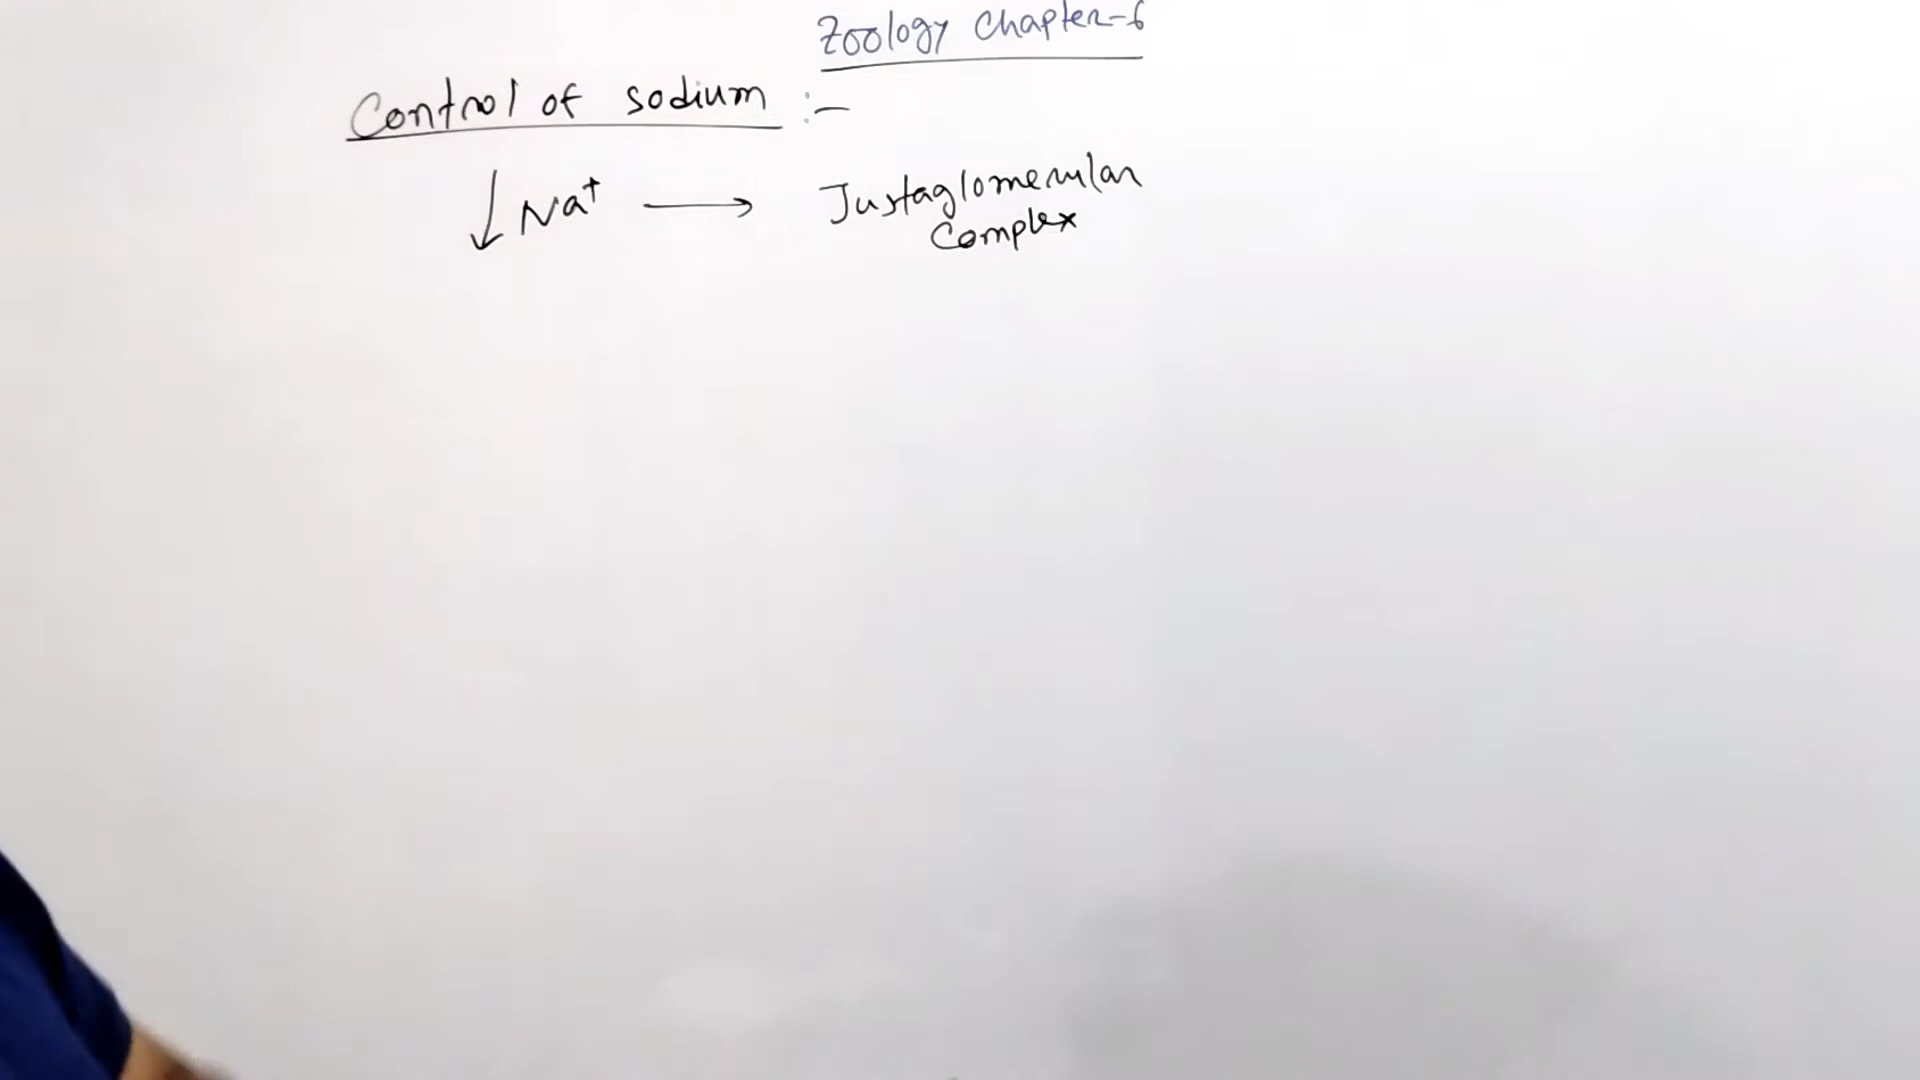 Zoology Chapter-6
Control of sodium :-
↓ Na⁺ → Justaglomerular
Complex